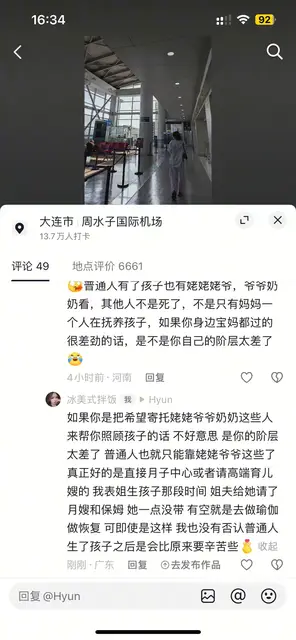 16:34
92
大连市 周水子国际机场
13.7万人打卡
评论 49
地点评价 6661
普通人有了孩子也有姥姥姥爷，爷爷奶
奶看，其他人不是死了，不是只有妈妈一
个人在抚养孩子，如果你身边宝妈都过的
很差劲的话，是不是你自己的阶层太差了
😂
4小时前 · 河南 回复
冰美式拌饭 我 ▸ Hyun
如果你是把希望寄托姥姥爷爷奶奶这些人
来帮你照顾孩子的话 不好意思 是你的阶层
太差了 普通人也就只能靠姥姥爷爷这些了
真正好的是直接月子中心或者请高端育儿
嫂的 我表姐生孩子那段时间 姐夫给她请了
月嫂和保姆 她一点没带 有空就是去做瑜伽
做恢复 可即使是这样 我也没有否认普通人
生了孩子之后是会比原来要辛苦些 收起
刚刚 · 广东 回复 去发布作品
回复 @Hyun